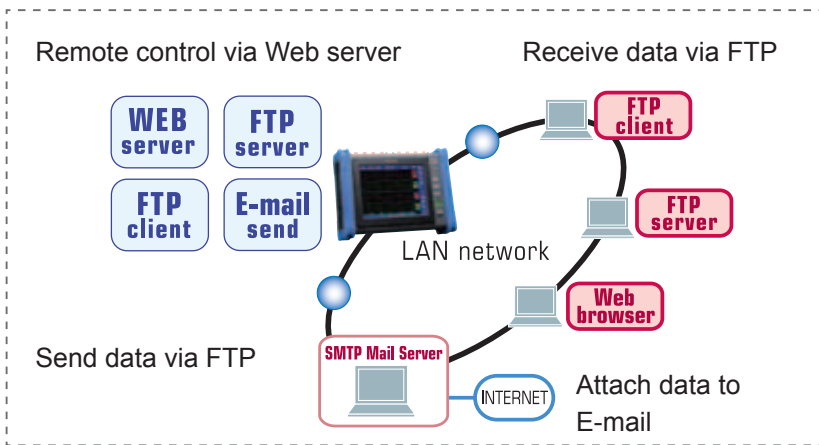 Remote control via Web server
Receive data via FTP
WEB
server
FTP
server
FTP
client
E-mail
send
FTP
client
FTP
server
LAN network
Web
browser
Send data via FTP
SMTP Mail Server
INTERNET
Attach data to
E-mail